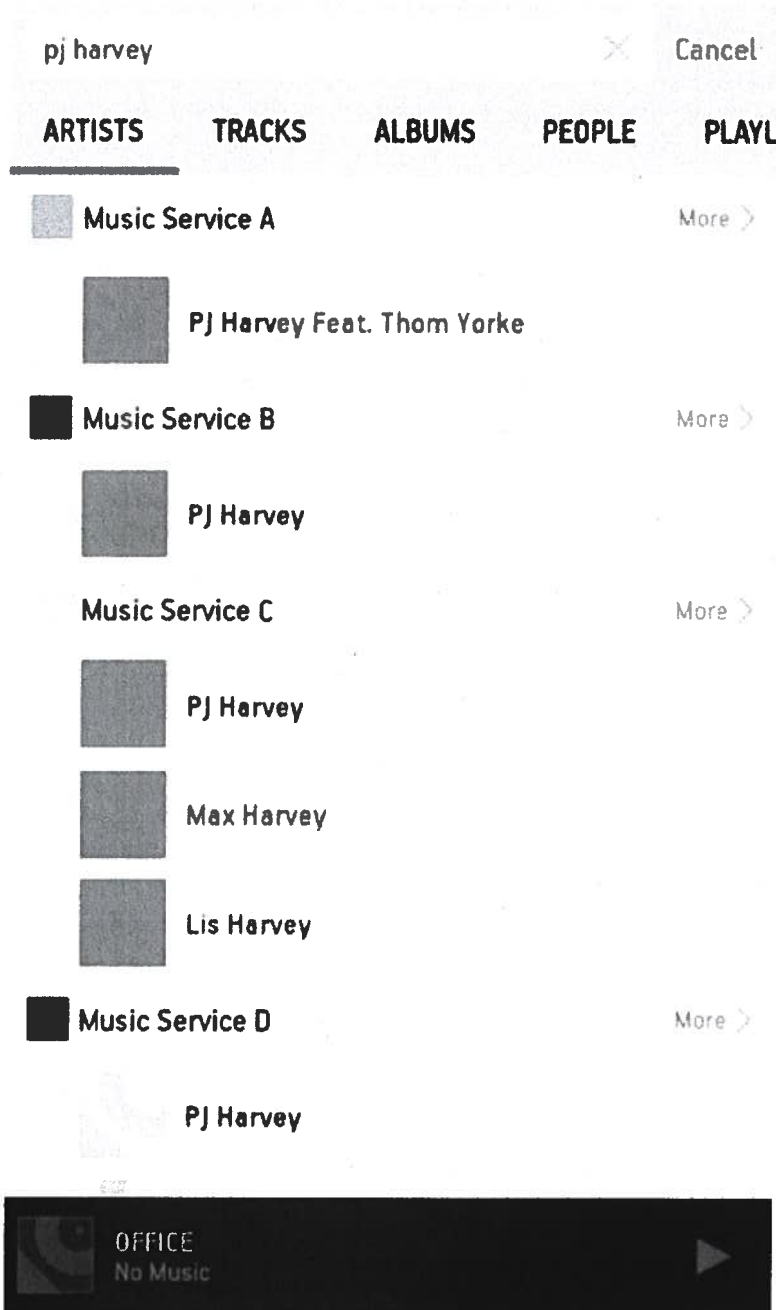 pj harvey Cancel
ARTISTS TRACKS ALBUMS PEOPLE PLAYL
Music Service A More
PJ Harvey Feat. Thom Yorke
Music Service B More
PJ Harvey
Music Service C More
PJ Harvey
Max Harvey
Lis Harvey
Music Service D More
PJ Harvey
OFFICE
No Music